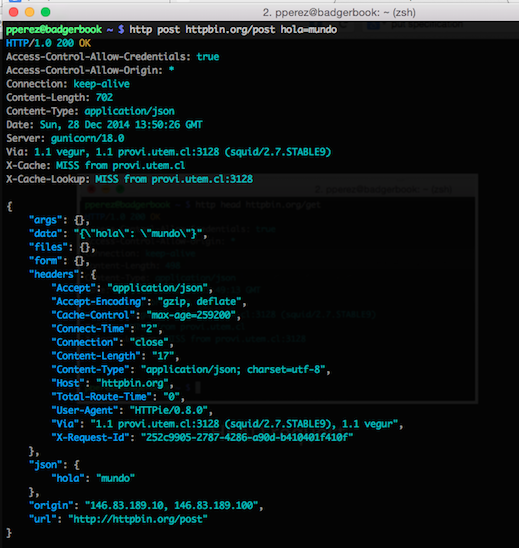 2. pperez@badgerbook: ~ (zsh)
pperez@badgerbook ~ $ http post httpbin.org/post hola=mundo
HTTP/1.0 200 OK
Access-Control-Allow-Credentials: true
Access-Control-Allow-Origin: *
Connection: keep-alive
Content-Length: 702
Content-Type: application/json
Date: Sun, 28 Dec 2014 13:50:26 GMT
Server: gunicorn/18.0
Via: 1.1 vegur, 1.1 provi.utem.cl:3128 (squid/2.7.STABLE9)
X-Cache: MISS from provi.utem.cl
X-Cache-Lookup: MISS from provi.utem.cl:3128
{
    "args": {},
    "data": "{\"hola\": \"mundo\"}",
    "files": {},
    "form": {},
    "headers": {
        "Accept": "application/json",
        "Accept-Encoding": "gzip, deflate",
        "Cache-Control": "max-age=259200",
        "Connect-Time": "2",
        "Connection": "close",
        "Content-Length": "17",
        "Content-Type": "application/json; charset=utf-8",
        "Host": "httpbin.org",
        "Total-Route-Time": "0",
        "User-Agent": "HTTPie/0.8.0",
        "Via": "1.1 provi.utem.cl:3128 (squid/2.7.STABLE9), 1.1 vegur",
        "X-Request-Id": "252c9905-2787-4286-a90d-b410401f410f"
    },
    "json": {
        "hola": "mundo"
    },
    "origin": "146.83.189.10, 146.83.189.100",
    "url": "http://httpbin.org/post"
}